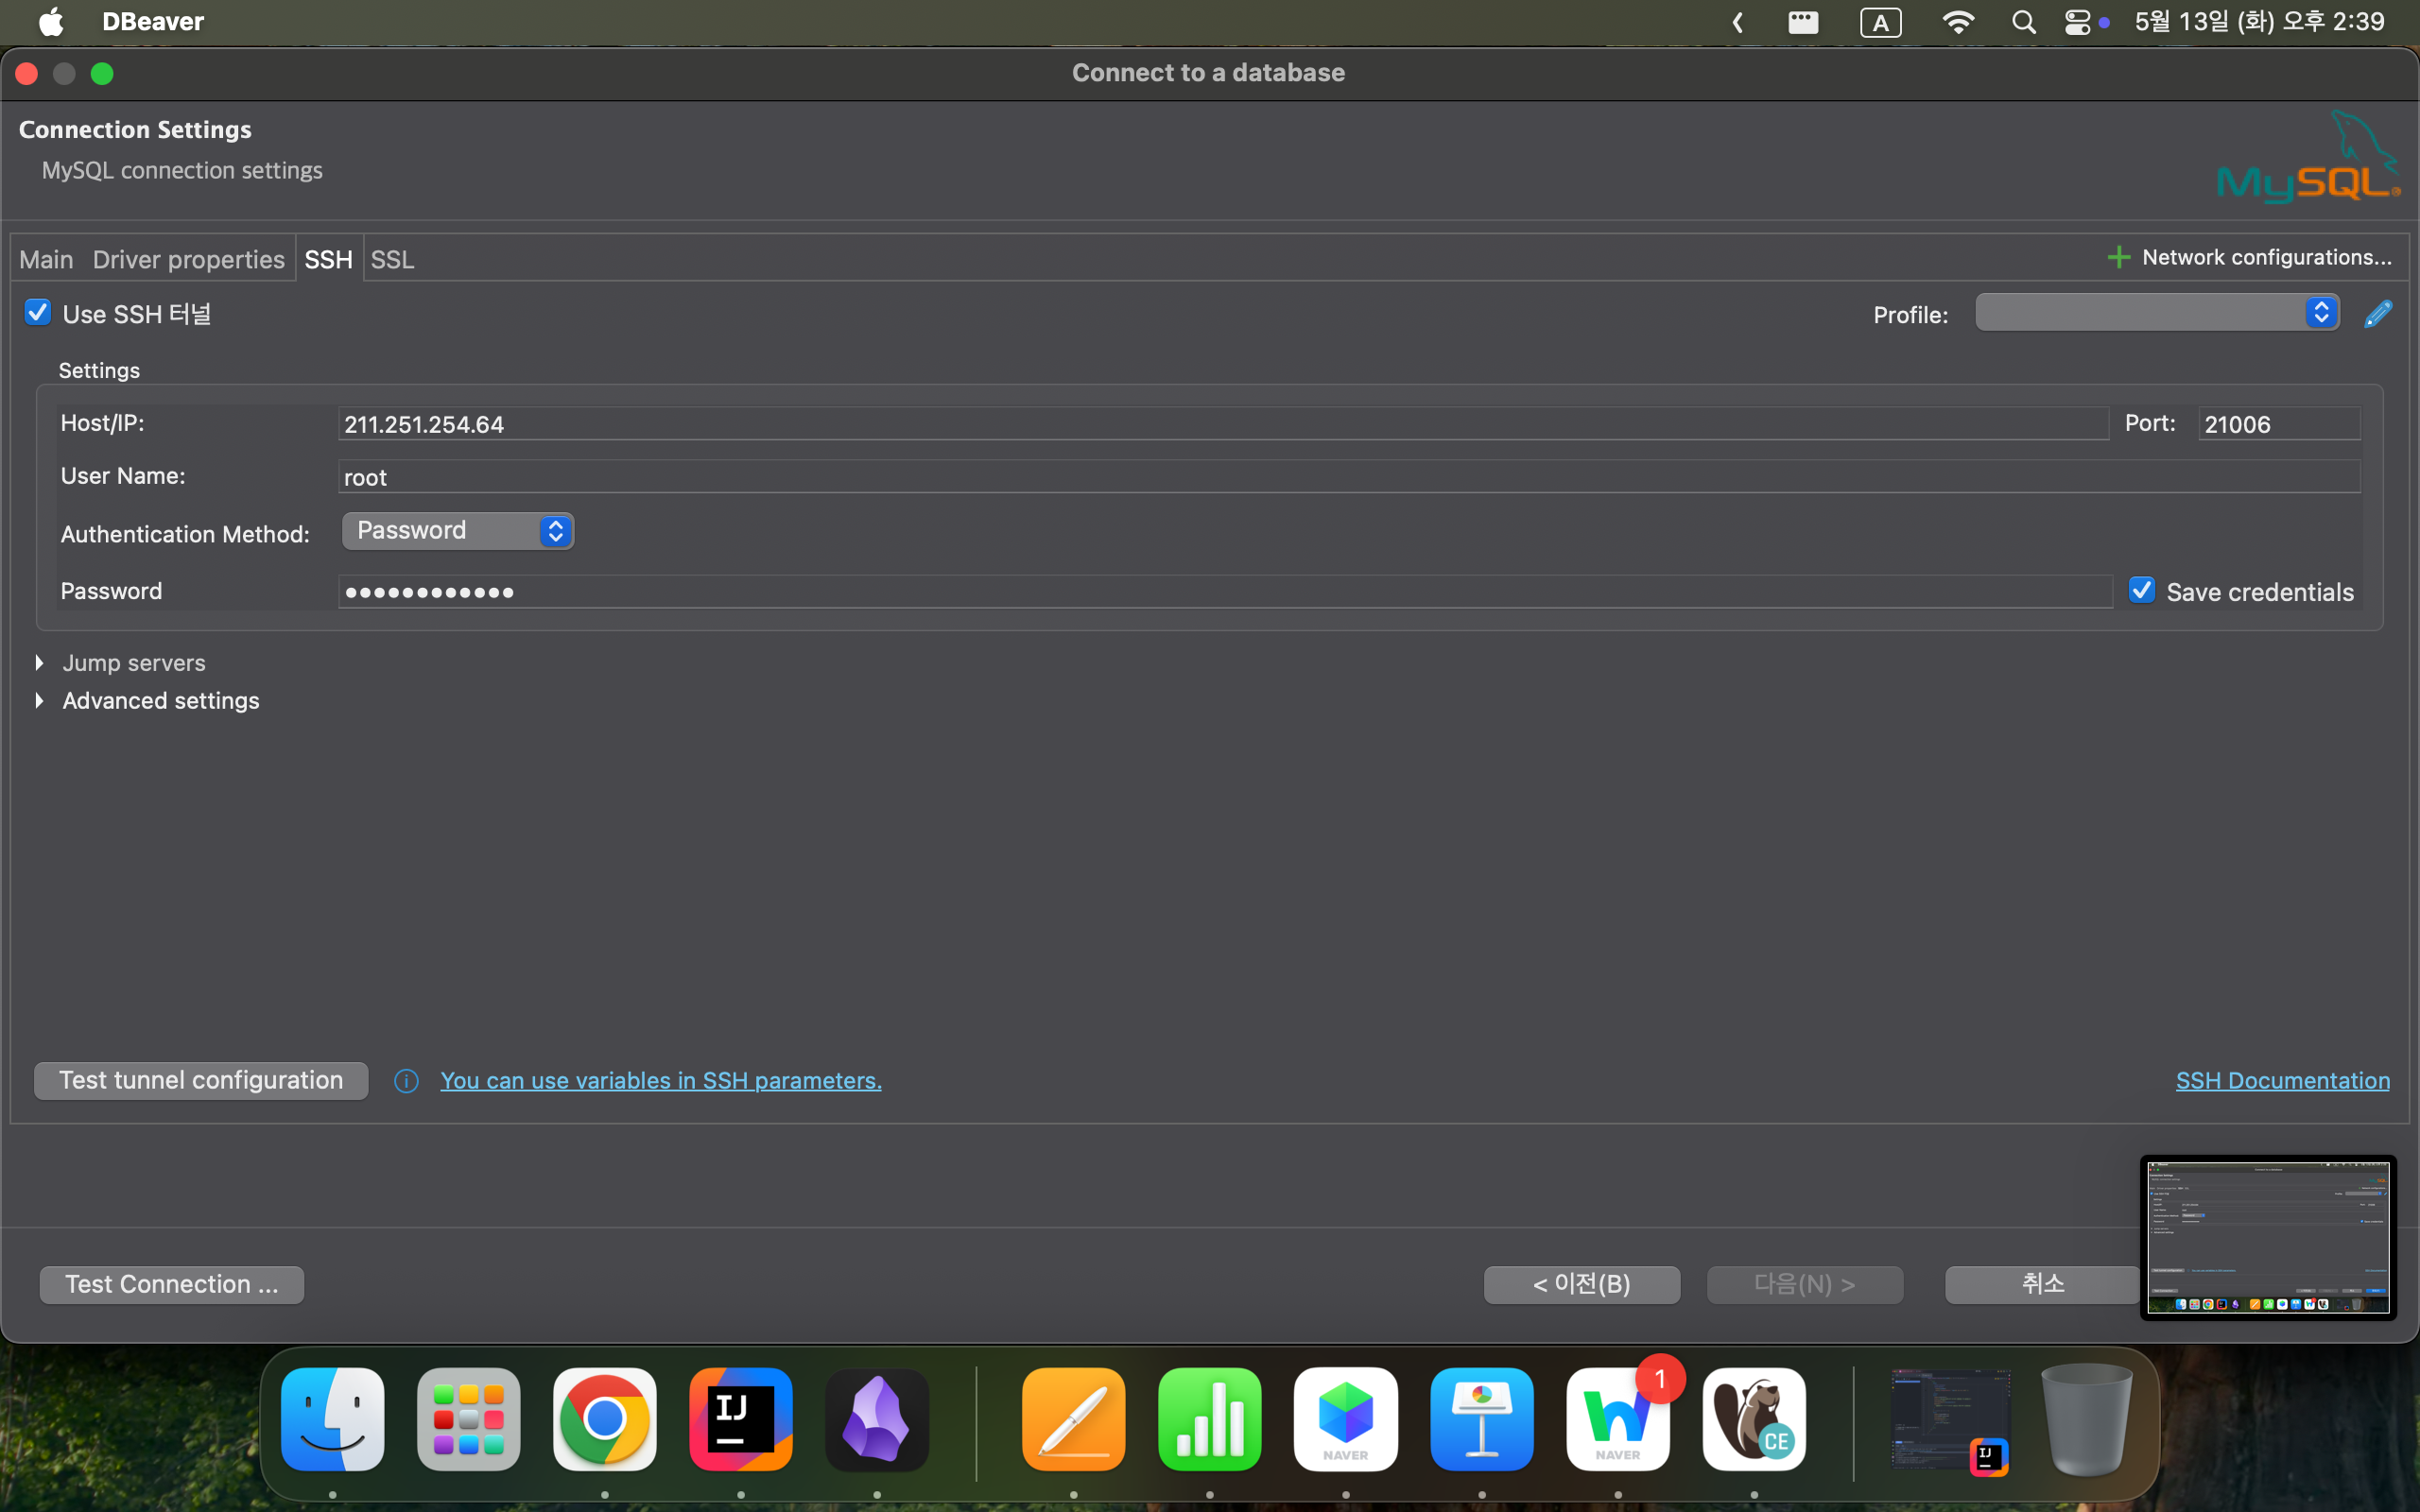 DBeaver
A
5월 13일 (화) 오후 2:39
Connect to a database
Connection Settings
MySQL connection settings
MySQL
Main Driver properties SSH SSL
Network configurations...
Use SSH 터널
Profile:
Settings
Host/IP: 211.251.254.64 Port: 21006
User Name: root
Authentication Method: Password
Password ●●●●●●●●●●●● Save credentials
Jump servers
Advanced settings
Test tunnel configuration
You can use variables in SSH parameters.
SSH Documentation
Test Connection ...
< 이전(B)
다음(N) >
취소
IJ
NAVER
NAVER
1
CE
IJ